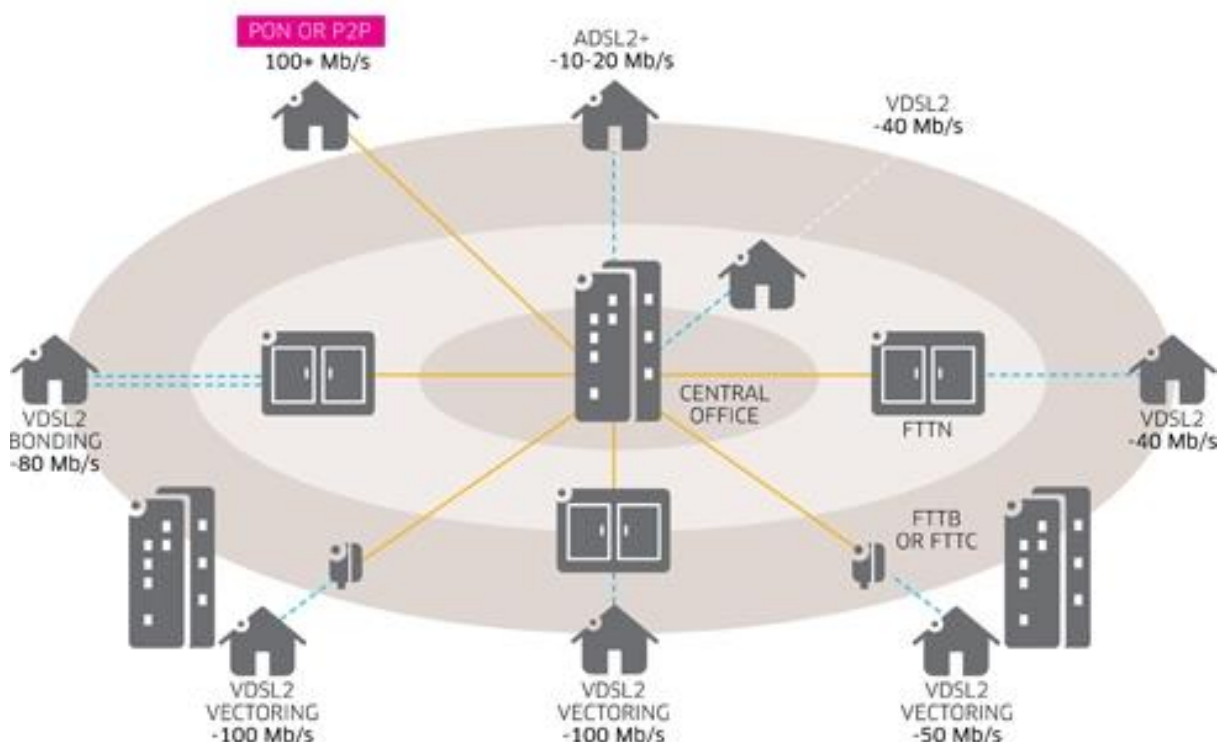 PON OR P2P
100+ Mb/s
ADSL2+
-10-20 Mb/s
VDSL2
-40 Mb/s
CENTRAL
OFFICE
FTTN
VDSL2
BONDING
-80 Mb/s
VDSL2
-40 Mb/s
FTTB
OR FTTC
VDSL2
VECTORING
-100 Mb/s
VDSL2
VECTORING
-100 Mb/s
VDSL2
VECTORING
-50 Mb/s